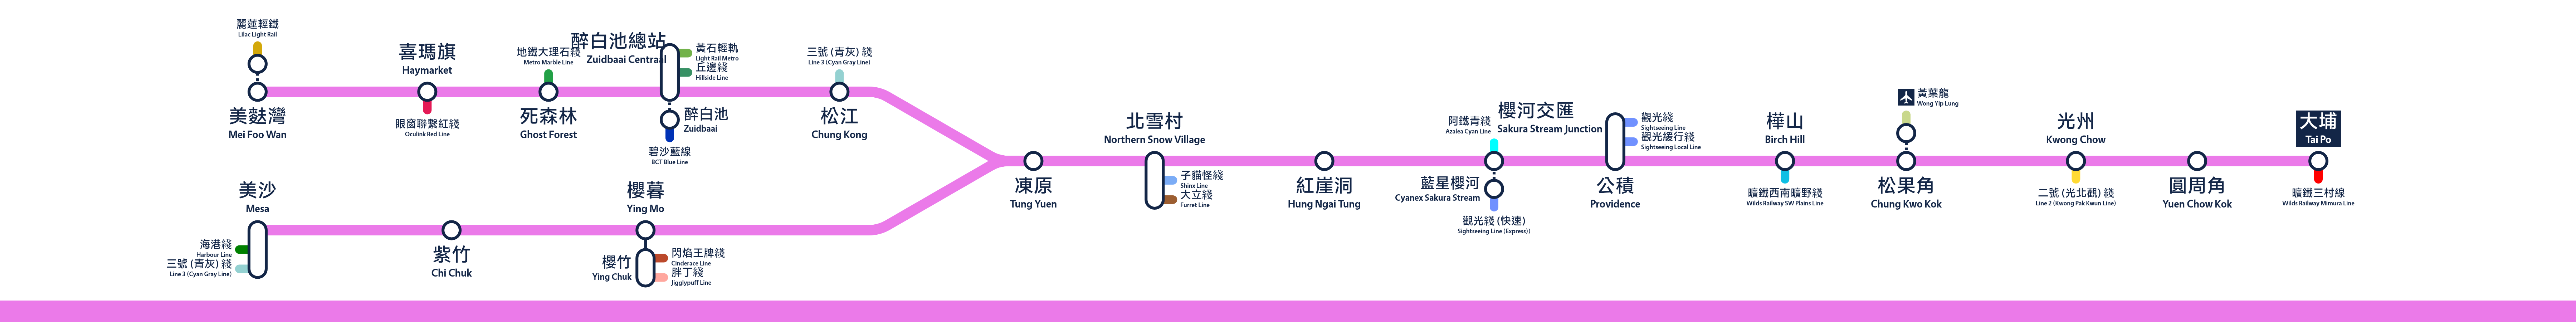 麗蓮輕鐵
Lilac Light Rail
美麩灣
Mei Foo Wan
喜瑪旗
Haymarket
眼窗聯繫紅綫
Oculink Red Line
地鐵大理石綫
Metro Marble Line
死森林
Ghost Forest
醉白池總站
Zuidbaai Centraal
黃石輕軌
Light Rail Metro
丘邊綫
Hillside Line
醉白池
Zuidbaai
碧沙藍線
BCT Blue Line
三號 (青灰) 綫
Line 3 (Cyan Gray Line)
松江
Chung Kong
美沙
Mesa
海港綫
Harbour Line
三號 (青灰) 綫
Line 3 (Cyan Gray Line)
紫竹
Chi Chuk
櫻暮
Ying Mo
櫻竹
Ying Chuk
閃焰王牌綫
Cinderace Line
胖丁綫
Jigglypuff Line
凍原
Tung Yuen
北雪村
Northern Snow Village
子貓怪綫
Shinx Line
大立綫
Furret Line
紅崖洞
Hung Ngai Tung
阿鐵青綫
Azalea Cyan Line
櫻河交匯
Sakura Stream Junction
藍星櫻河
Cyanex Sakura Stream
觀光綫 (快速)
Sightseeing Line (Express))
觀光綫
Sightseeing Line
觀光緩行綫
Sightseeing Local Line
公積
Providence
樺山
Birch Hill
曠鐵西南曠野綫
Wilds Railway SW Plains Line
黃葉龍
Wong Yip Lung
松果角
Chung Kwo Kok
光州
Kwong Chow
二號 (光北觀) 綫
Line 2 (Kwong Pak Kwun Line)
圓周角
Yuen Chow Kok
大埔
Tai Po
曠鐵三村線
Wilds Railway Mimura Line